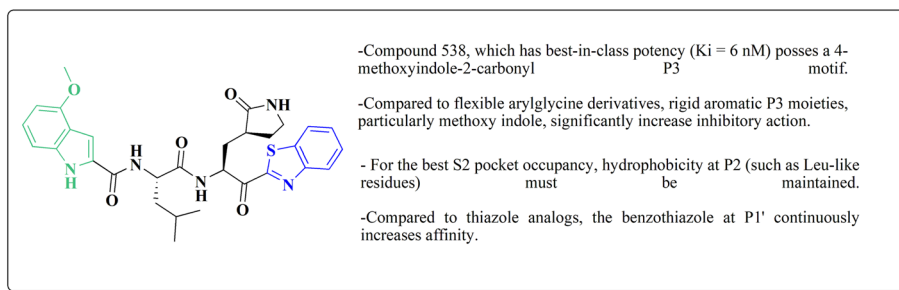 -Compound 538, which has best-in-class potency (Ki = 6 nM) posses a 4-
methoxyindole-2-carbonyl P3 motif.
-Compared to flexible arylglycine derivatives, rigid aromatic P3 moieties,
particularly methoxy indole, significantly increase inhibitory action.
- For the best S2 pocket occupancy, hydrophobicity at P2 (such as Leu-like
residues) must be maintained.
-Compared to thiazole analogs, the benzothiazole at P1' continuously
increases affinity.
O
N
H
O
H
N
O
N
H
O
O
NH
S
N